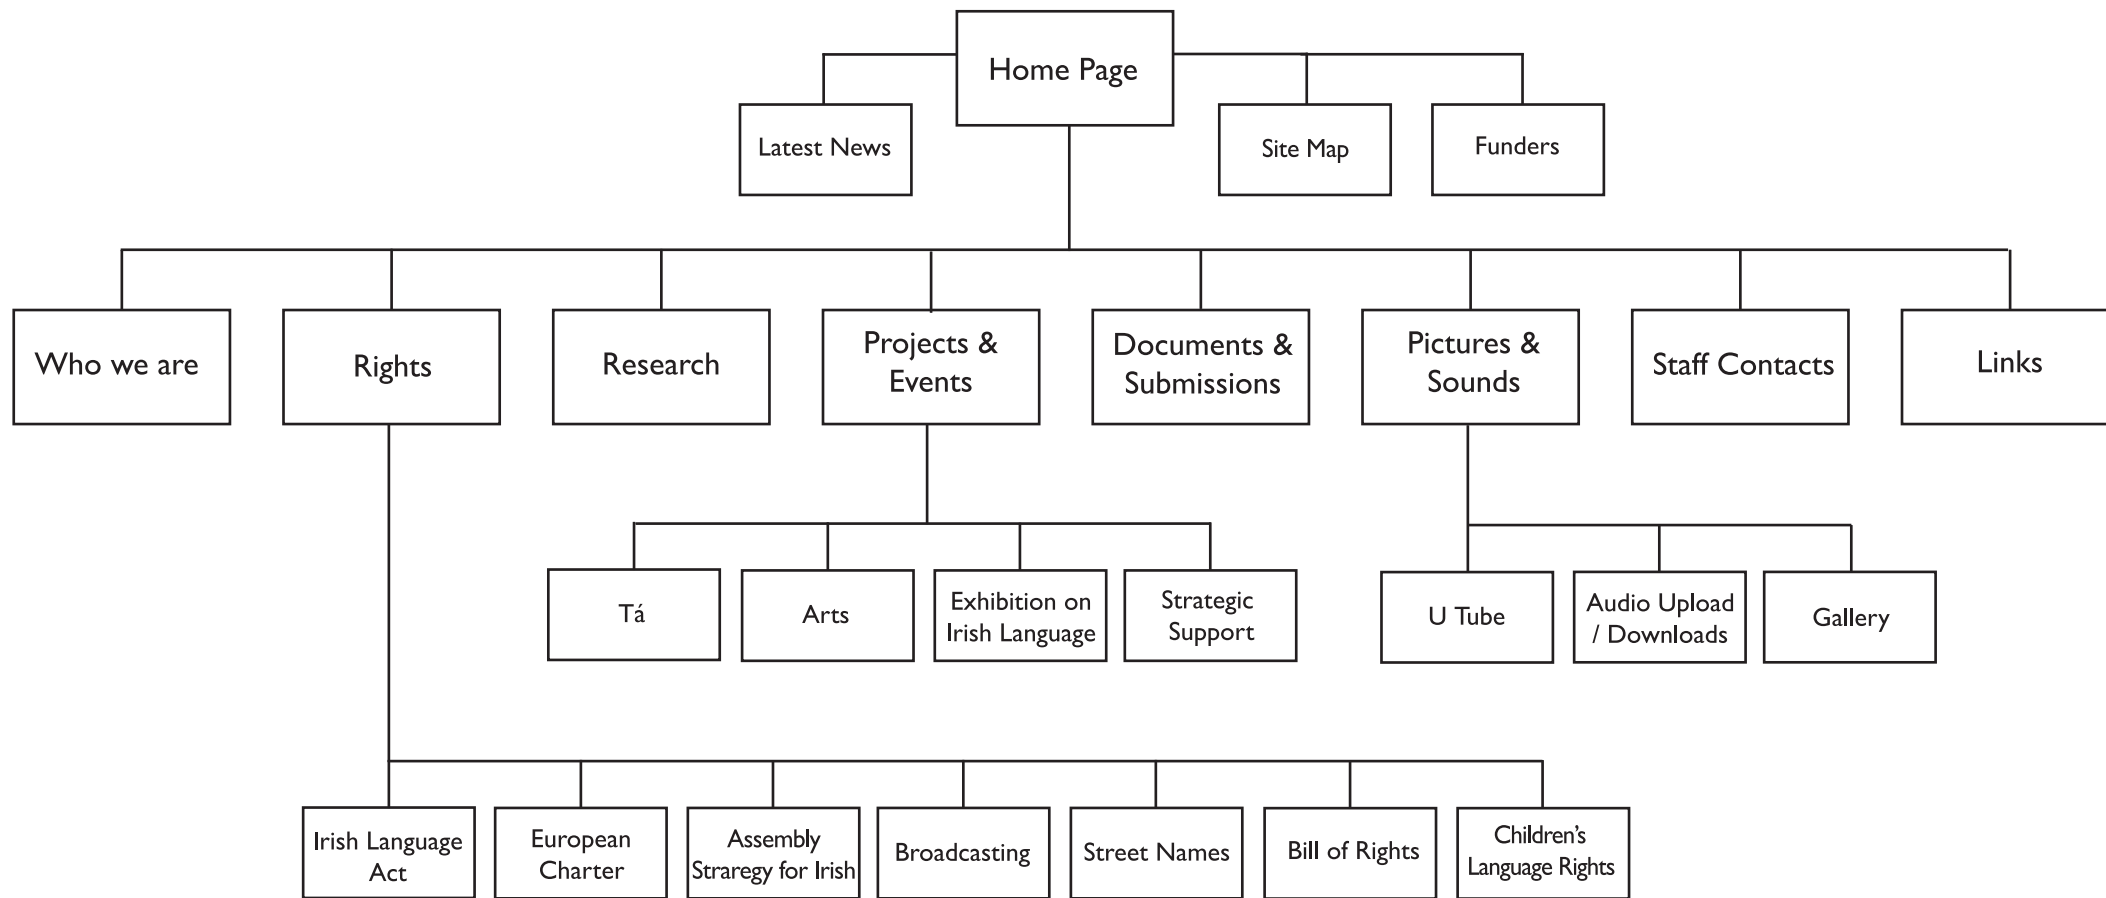 Home Page
Latest News
Site Map
Funders
Who we are
Rights
Research
Projects &
Events
Documents &
Submissions
Pictures &
Sounds
Staff Contacts
Links
Tá
Arts
Exhibition on
Irish Language
Strategic
Support
U Tube
Audio Upload
/ Downloads
Gallery
Irish Language
Act
European
Charter
Assembly
Straregy for Irish
Broadcasting
Street Names
Bill of Rights
Children’s
Language Rights